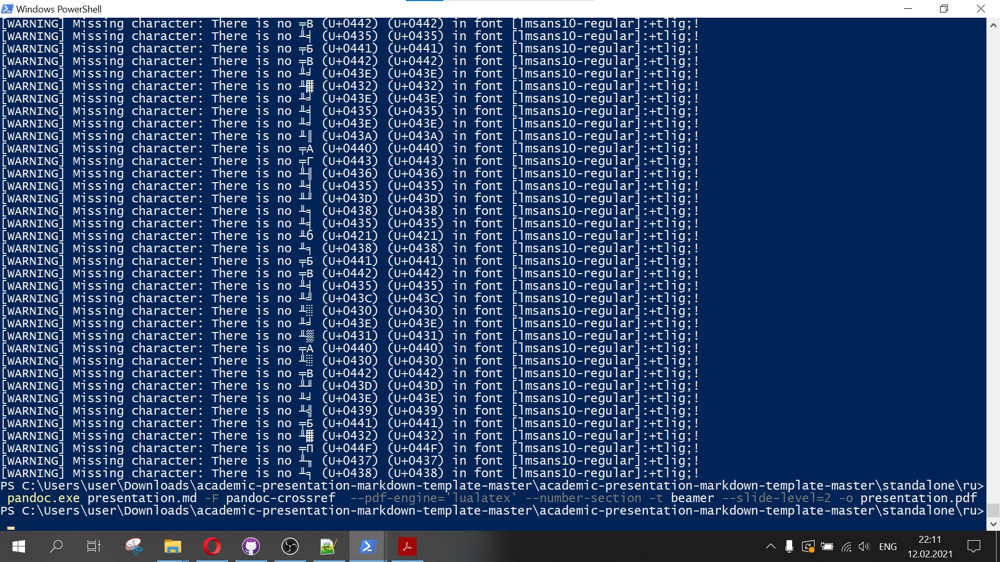 Windows PowerShell
[WARNING] Missing character: There is no ╤В (U+0442) (U+0442) in font [lmsans10-regular]:+tlig;!
[WARNING] Missing character: There is no ╨╡ (U+0435) (U+0435) in font [lmsans10-regular]:+tlig;!
[WARNING] Missing character: There is no ╤Б (U+0441) (U+0441) in font [lmsans10-regular]:+tlig;!
[WARNING] Missing character: There is no ╤В (U+0442) (U+0442) in font [lmsans10-regular]:+tlig;!
[WARNING] Missing character: There is no ╨╛ (U+043E) (U+043E) in font [lmsans10-regular]:+tlig;!
[WARNING] Missing character: There is no ╨▓ (U+0432) (U+0432) in font [lmsans10-regular]:+tlig;!
[WARNING] Missing character: There is no ╨╛ (U+043E) (U+043E) in font [lmsans10-regular]:+tlig;!
[WARNING] Missing character: There is no ╨╡ (U+0435) (U+0435) in font [lmsans10-regular]:+tlig;!
[WARNING] Missing character: There is no ╨╛ (U+043E) (U+043E) in font [lmsans10-regular]:+tlig;!
[WARNING] Missing character: There is no ╨║ (U+043A) (U+043A) in font [lmsans10-regular]:+tlig;!
[WARNING] Missing character: There is no ╤А (U+0440) (U+0440) in font [lmsans10-regular]:+tlig;!
[WARNING] Missing character: There is no ╤Г (U+0443) (U+0443) in font [lmsans10-regular]:+tlig;!
[WARNING] Missing character: There is no ╨╢ (U+0436) (U+0436) in font [lmsans10-regular]:+tlig;!
[WARNING] Missing character: There is no ╨╡ (U+0435) (U+0435) in font [lmsans10-regular]:+tlig;!
[WARNING] Missing character: There is no ╨╜ (U+043D) (U+043D) in font [lmsans10-regular]:+tlig;!
[WARNING] Missing character: There is no ╨╕ (U+0438) (U+0438) in font [lmsans10-regular]:+tlig;!
[WARNING] Missing character: There is no ╨╡ (U+0435) (U+0435) in font [lmsans10-regular]:+tlig;!
[WARNING] Missing character: There is no ╨б (U+0421) (U+0421) in font [lmsans10-regular]:+tlig;!
[WARNING] Missing character: There is no ╨╕ (U+0438) (U+0438) in font [lmsans10-regular]:+tlig;!
[WARNING] Missing character: There is no ╤Б (U+0441) (U+0441) in font [lmsans10-regular]:+tlig;!
[WARNING] Missing character: There is no ╤В (U+0442) (U+0442) in font [lmsans10-regular]:+tlig;!
[WARNING] Missing character: There is no ╨╡ (U+0435) (U+0435) in font [lmsans10-regular]:+tlig;!
[WARNING] Missing character: There is no ╨╝ (U+043C) (U+043C) in font [lmsans10-regular]:+tlig;!
[WARNING] Missing character: There is no ╨░ (U+0430) (U+0430) in font [lmsans10-regular]:+tlig;!
[WARNING] Missing character: There is no ╨╛ (U+043E) (U+043E) in font [lmsans10-regular]:+tlig;!
[WARNING] Missing character: There is no ╨▒ (U+0431) (U+0431) in font [lmsans10-regular]:+tlig;!
[WARNING] Missing character: There is no ╤А (U+0440) (U+0440) in font [lmsans10-regular]:+tlig;!
[WARNING] Missing character: There is no ╨░ (U+0430) (U+0430) in font [lmsans10-regular]:+tlig;!
[WARNING] Missing character: There is no ╤В (U+0442) (U+0442) in font [lmsans10-regular]:+tlig;!
[WARNING] Missing character: There is no ╨╜ (U+043D) (U+043D) in font [lmsans10-regular]:+tlig;!
[WARNING] Missing character: There is no ╨╛ (U+043E) (U+043E) in font [lmsans10-regular]:+tlig;!
[WARNING] Missing character: There is no ╨╣ (U+0439) (U+0439) in font [lmsans10-regular]:+tlig;!
[WARNING] Missing character: There is no ╤Б (U+0441) (U+0441) in font [lmsans10-regular]:+tlig;!
[WARNING] Missing character: There is no ╨▓ (U+0432) (U+0432) in font [lmsans10-regular]:+tlig;!
[WARNING] Missing character: There is no ╤П (U+044F) (U+044F) in font [lmsans10-regular]:+tlig;!
[WARNING] Missing character: There is no ╨╖ (U+0437) (U+0437) in font [lmsans10-regular]:+tlig;!
[WARNING] Missing character: There is no ╨╕ (U+0438) (U+0438) in font [lmsans10-regular]:+tlig;!
PS C:\Users\user\Downloads\academic-presentation-markdown-template-master\academic-presentation-markdown-template-master\standalone\ru>
pandoc.exe presentation.md -F pandoc-crossref --pdf-engine='lualatex' --number-section -t beamer --slide-level=2 -o presentation.pdf
PS C:\Users\user\Downloads\academic-presentation-markdown-template-master\academic-presentation-markdown-template-master\standalone\ru>
ENG
22:11
12.02.2021